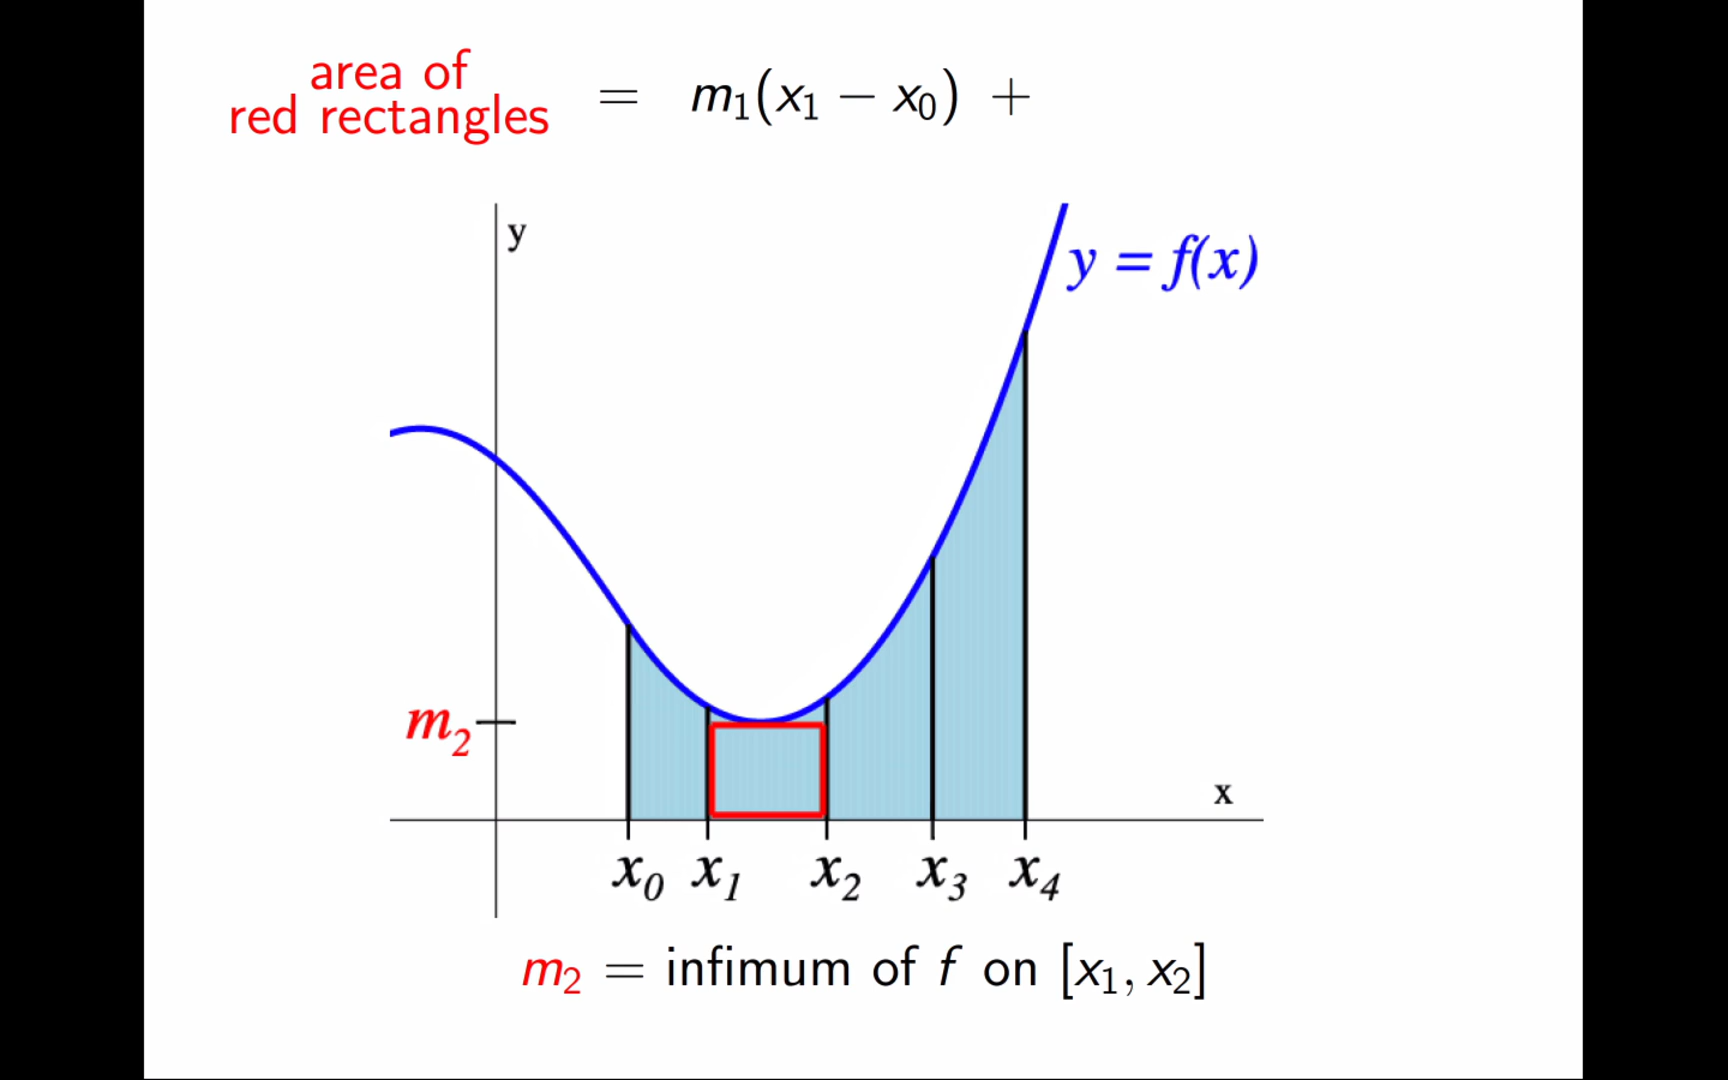 area of
red rectangles = m₁(x₁ − x₀) +
y
y = f(x)
m₂
x
x₀ x₁ x₂ x₃ x₄
m₂ = infimum of f on [x₁, x₂]